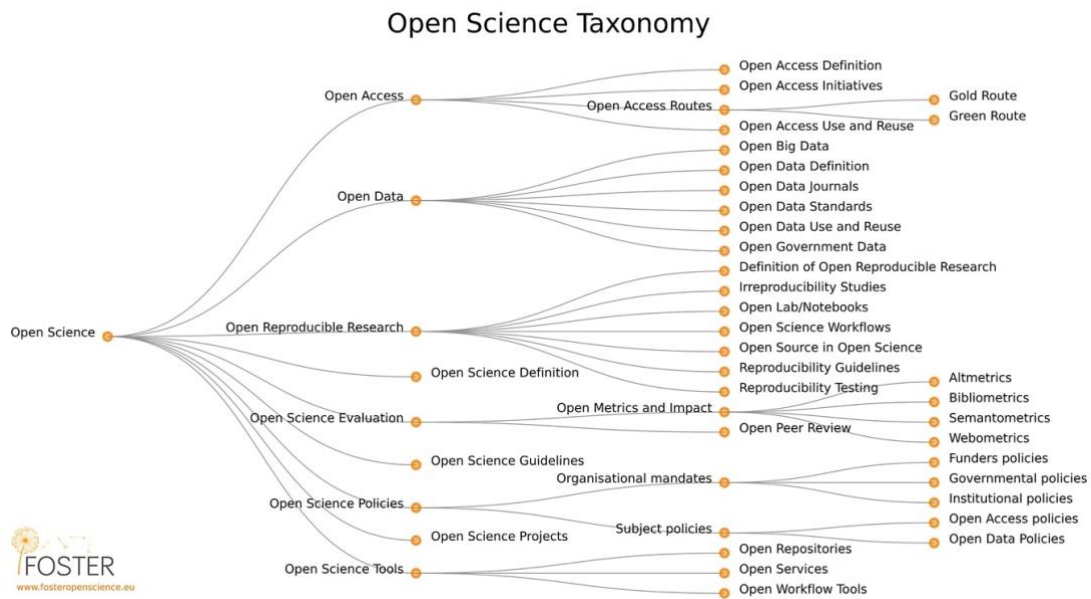 Open Science Taxonomy
Open Science
Open Access
Open Access Definition
Open Access Initiatives
Open Access Routes
Gold Route
Green Route
Open Access Use and Reuse
Open Data
Open Big Data
Open Data Definition
Open Data Journals
Open Data Standards
Open Data Use and Reuse
Open Government Data
Open Reproducible Research
Definition of Open Reproducible Research
Irreproducibility Studies
Open Lab/Notebooks
Open Science Workflows
Open Source in Open Science
Reproducibility Guidelines
Reproducibility Testing
Open Science Definition
Open Science Evaluation
Open Metrics and Impact
Altmetrics
Bibliometrics
Semantometrics
Webometrics
Open Peer Review
Open Science Guidelines
Open Science Policies
Organisational mandates
Funders policies
Governmental policies
Institutional policies
Subject policies
Open Access policies
Open Data Policies
Open Science Projects
Open Science Tools
Open Repositories
Open Services
Open Workflow Tools
FOSTER
www.fosteropenscience.eu